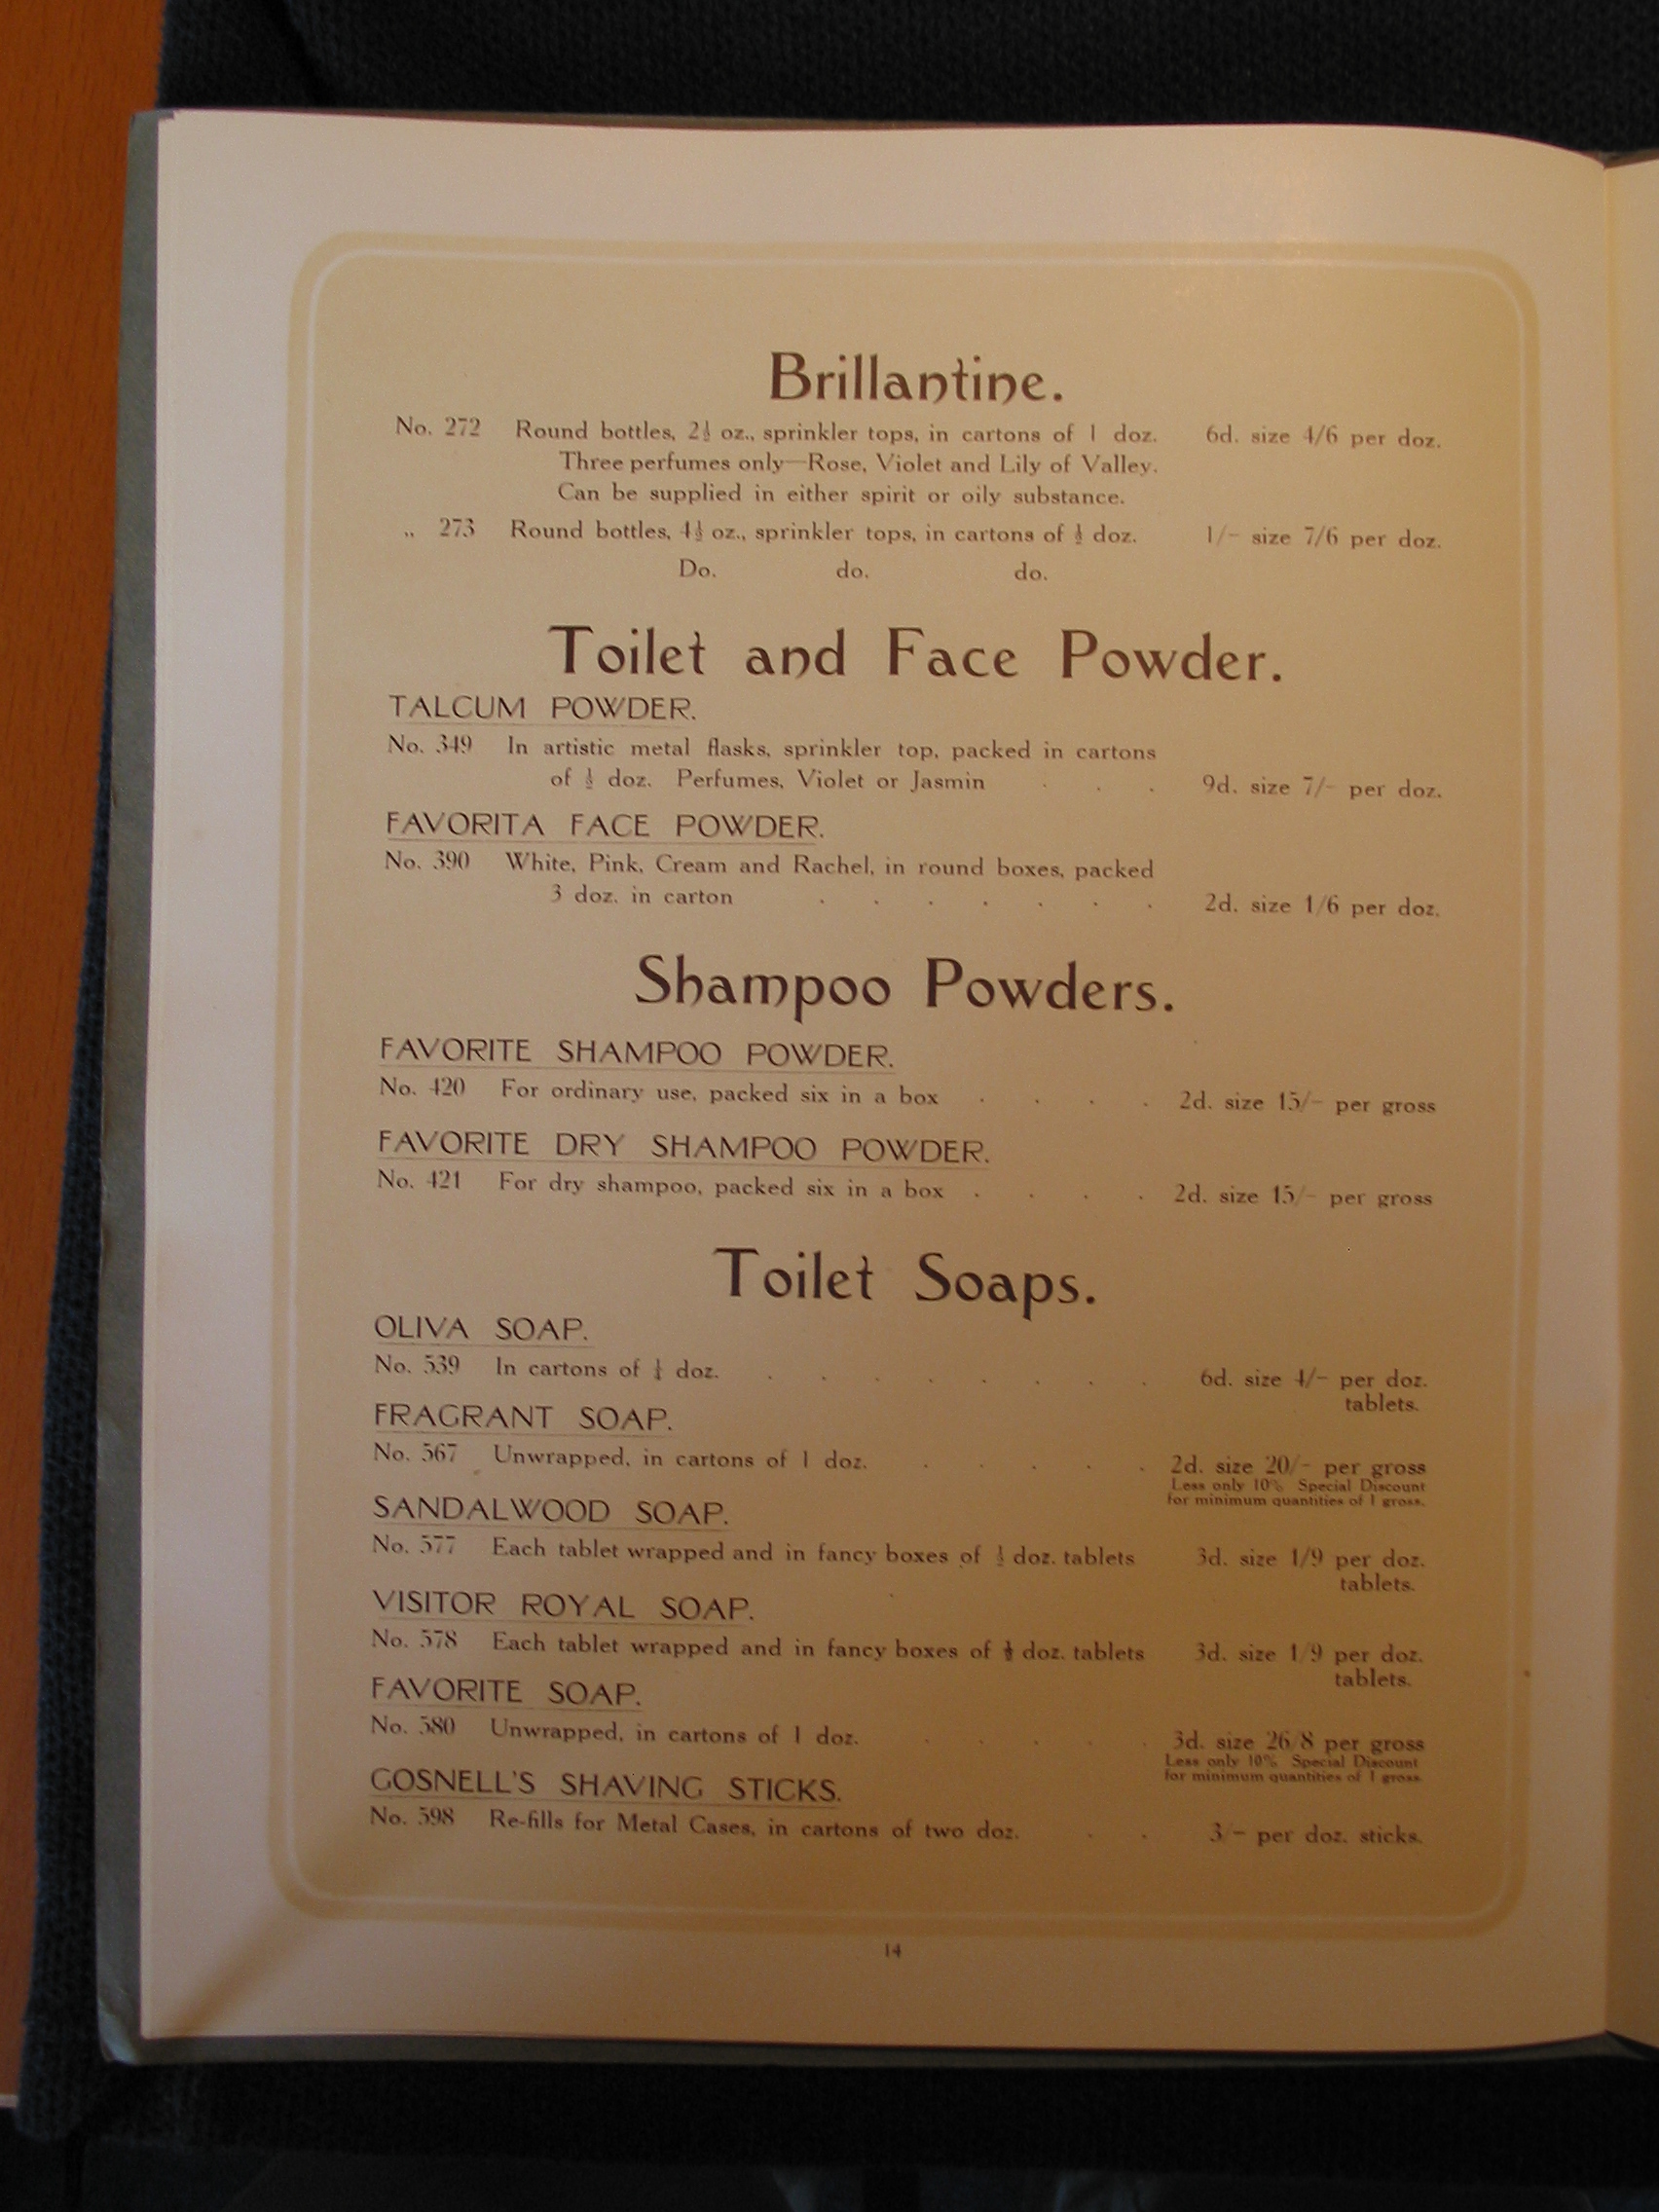 Brillantine.
No. 272 Round bottles, 2½ oz., sprinkler tops, in cartons of 1 doz. 6d. size 4/6 per doz.
Three perfumes only—Rose, Violet and Lily of Valley.
Can be supplied in either spirit or oily substance.
„ 273 Round bottles, 4½ oz., sprinkler tops, in cartons of ½ doz. 1/- size 7/6 per doz.
Do. do. do.
Toilet and Face Powder.
TALCUM POWDER.
No. 349 In artistic metal flasks, sprinkler top, packed in cartons
of ½ doz. Perfumes, Violet or Jasmin . . . 9d. size 7/- per doz.
FAVORITA FACE POWDER.
No. 390 White, Pink, Cream and Rachel, in round boxes, packed
3 doz. in carton . . . . . . . 2d. size 1/6 per doz.
Shampoo Powders.
FAVORITE SHAMPOO POWDER.
No. 420 For ordinary use, packed six in a box . . . . 2d. size 15/- per gross
FAVORITE DRY SHAMPOO POWDER.
No. 421 For dry shampoo, packed six in a box . . . . 2d. size 15/- per gross
Toilet Soaps.
OLIVA SOAP.
No. 539 In cartons of ¼ doz. . . . . . . . . 6d. size 4/- per doz.
tablets.
FRAGRANT SOAP.
No. 567 Unwrapped, in cartons of 1 doz. . . . . . 2d. size 20/- per gross
Less only 10% Special Discount
for minimum quantities of 1 gross.
SANDALWOOD SOAP.
No. 577 Each tablet wrapped and in fancy boxes of ½ doz. tablets 3d. size 1/9 per doz.
tablets.
VISITOR ROYAL SOAP.
No. 578 Each tablet wrapped and in fancy boxes of ½ doz. tablets 3d. size 1/9 per doz.
tablets.
FAVORITE SOAP.
No. 580 Unwrapped, in cartons of 1 doz. . . . . . 3d. size 26/8 per gross
Less only 10% Special Discount
for minimum quantities of 1 gross.
GOSNELL'S SHAVING STICKS.
No. 598 Re-fills for Metal Cases, in cartons of two doz. . . 3/- per doz. sticks.
14